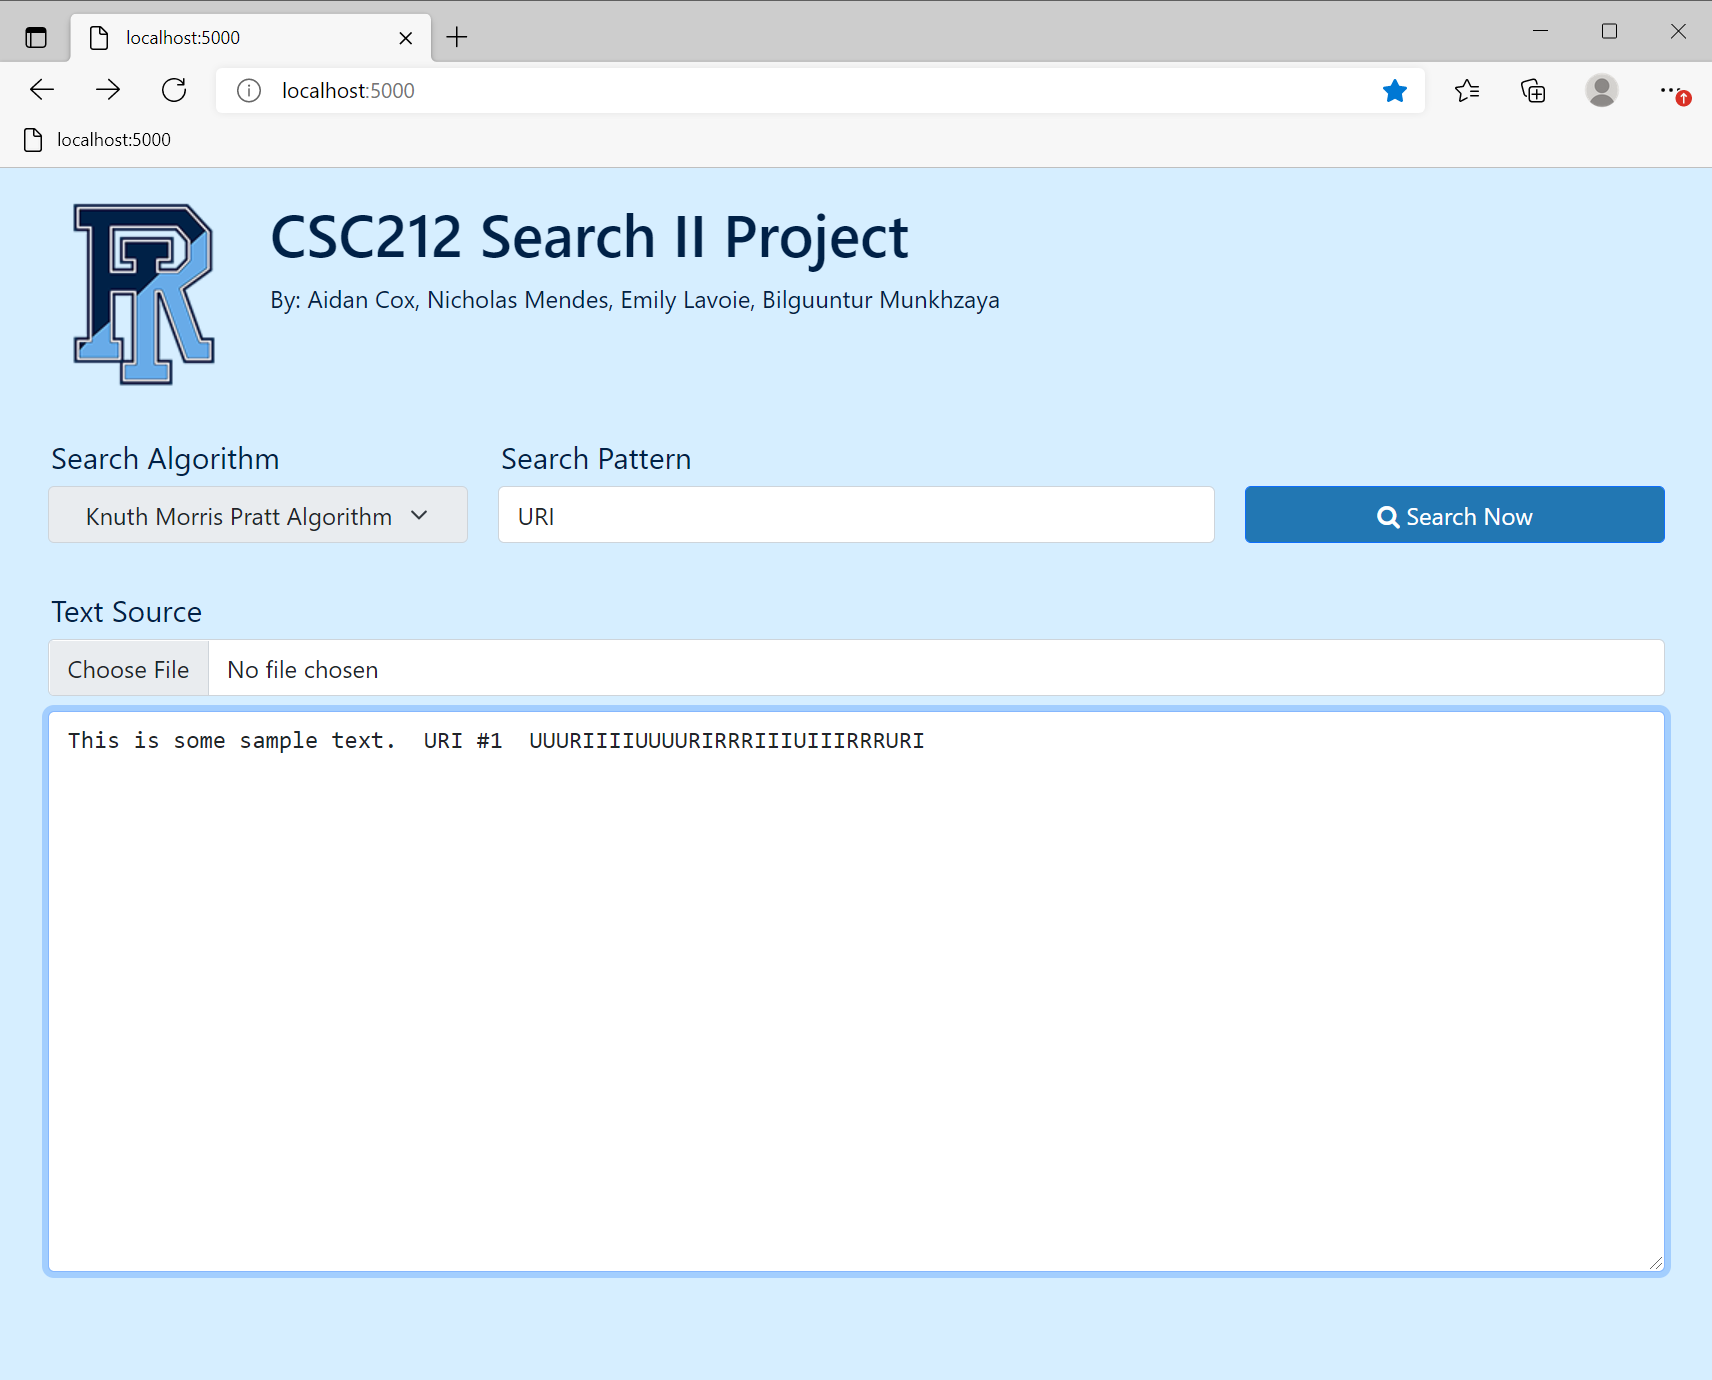 localhost:5000
localhost:5000
localhost:5000
CSC212 Search II Project
By: Aidan Cox, Nicholas Mendes, Emily Lavoie, Bilguuntur Munkhzaya
Search Algorithm
Search Pattern
Knuth Morris Pratt Algorithm
URI
Search Now
Text Source
Choose File
No file chosen
This is some sample text.  URI #1  UUURIIIIUUUURIRRRIIIUIIIRRRURI